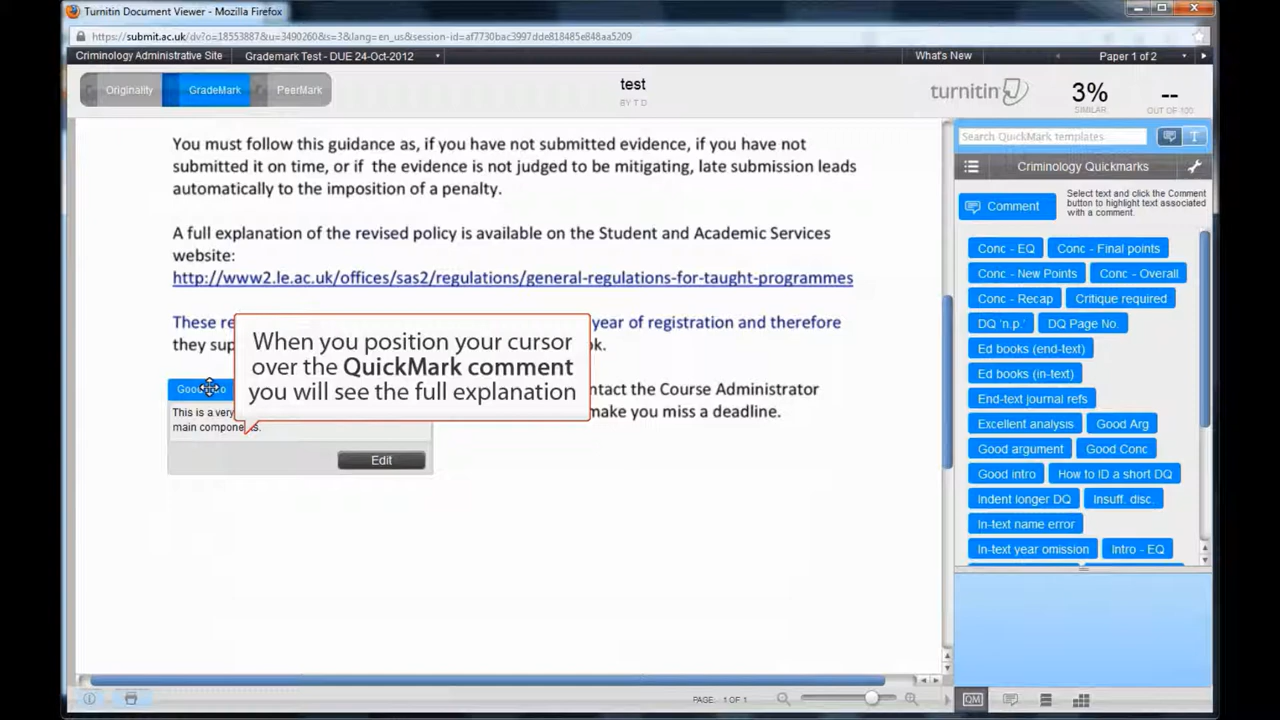 Turnitin Document Viewer - Mozilla Firefox
https://submit.ac.uk/dv?o=18553887&u=3490260&s=3&lang=en_us&session-id=af7730bac3997dde818485e848aa5209
Criminology Administrative Site
Grademark Test - DUE 24-Oct-2012
What's New
Paper 1 of 2
Originality
GradeMark
PeerMark
test
BY T D
turnitin
3%
SIMILAR
--
OUT OF 100
You must follow this guidance as, if you have not submitted evidence, if you have not
submitted it on time, or if the evidence is not judged to be mitigating, late submission leads
automatically to the imposition of a penalty.
A full explanation of the revised policy is available on the Student and Academic Services
website:
http://www2.le.ac.uk/offices/sas2/regulations/general-regulations-for-taught-programmes
These re year of registration and therefore
they sup ok.
ntact the Course Administrator
make you miss a deadline.
This is a very
main components.
Edit
When you position your cursor
over the QuickMark comment
you will see the full explanation
Search QuickMark templates
T
Criminology Quickmarks
Comment
Select text and click the Comment
button to highlight text associated
with a comment.
Conc - EQ
Conc - Final points
Conc - New Points
Conc - Overall
Conc - Recap
Critique required
DQ 'n.p.'
DQ Page No.
Ed books (end-text)
Ed books (in-text)
End-text journal refs
Excellent analysis
Good Arg
Good argument
Good Conc
Good intro
How to ID a short DQ
Indent longer DQ
Insuff. disc.
In-text name error
In-text year omission
Intro - EQ
PAGE: 1 OF 1
QM